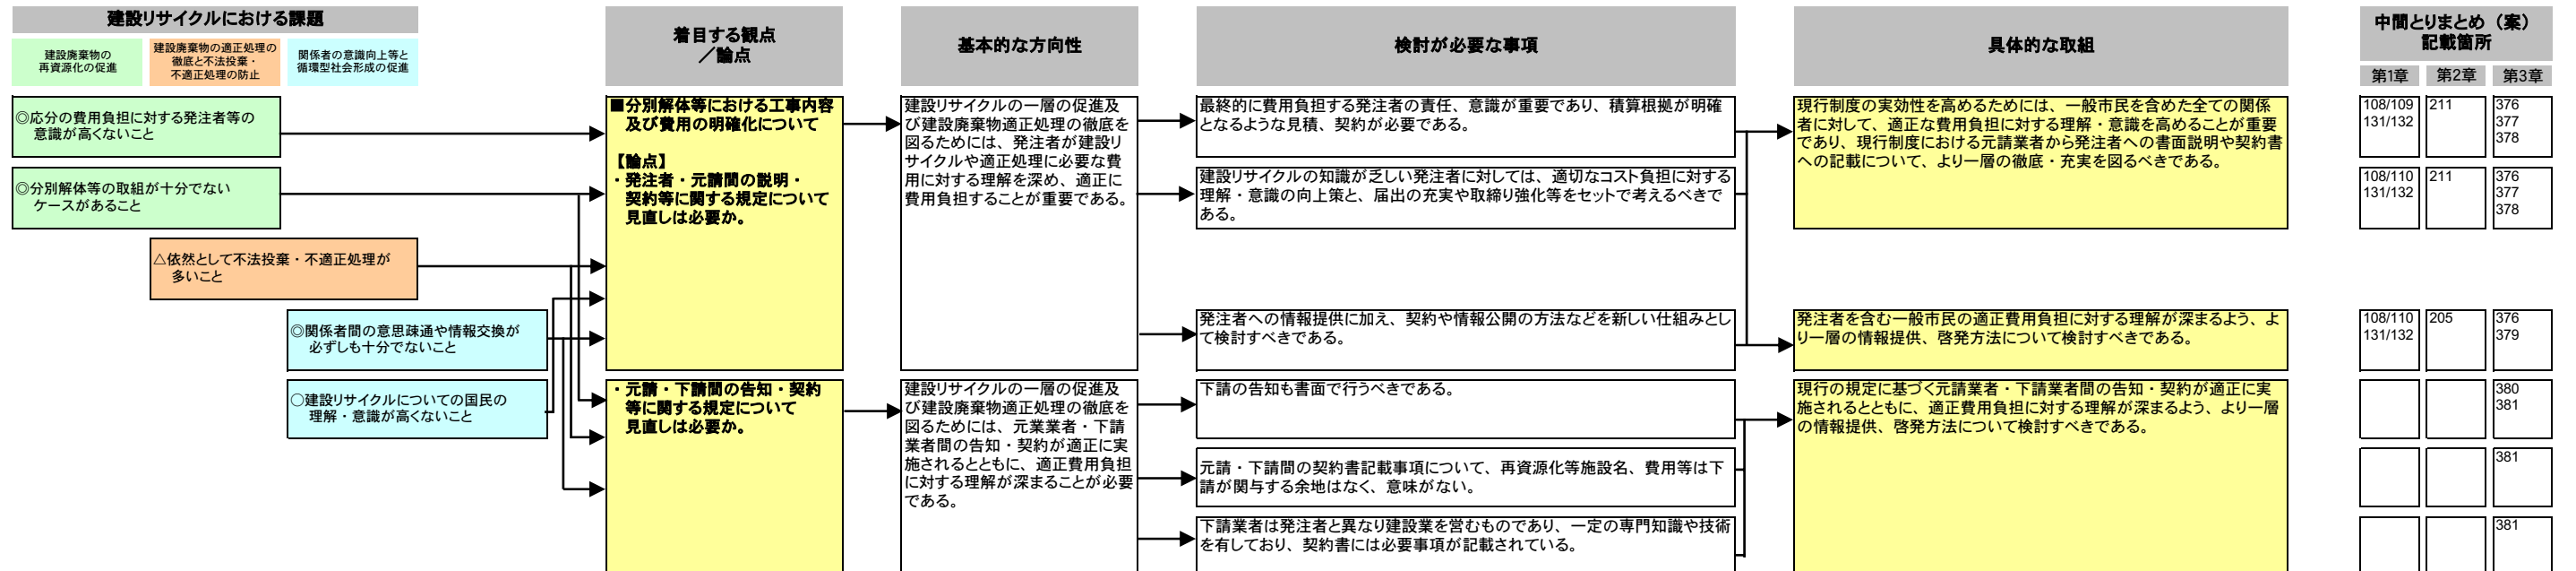 建設リサイクルにおける課題
建設廃棄物の
再資源化の促進
建設廃棄物の適正処理の
徹底と不法投棄・
不適正処理の防止
関係者の意識向上等と
循環型社会形成の促進
着目する観点
／論点
基本的な方向性
検討が必要な事項
具体的な取組
中間とりまとめ（案）
記載箇所
第1章
第2章
第3章
◎応分の費用負担に対する発注者等の
意識が高くないこと
◎分別解体等の取組が十分でない
ケースがあること
△依然として不法投棄・不適正処理が
多いこと
◎関係者間の意思疎通や情報交換が
必ずしも十分でないこと
○建設リサイクルについての国民の
理解・意識が高くないこと
■分別解体等における工事内容
及び費用の明確化について
【論点】
・発注者・元請間の説明・
契約等に関する規定について
見直しは必要か。
建設リサイクルの一層の促進及
び建設廃棄物適正処理の徹底を
図るためには、発注者が建設リ
サイクルや適正処理に必要な費
用に対する理解を深め、適正に
費用負担することが重要である。
最終的に費用負担する発注者の責任、意識が重要であり、積算根拠が明確
となるような見積、契約が必要である。
建設リサイクルの知識が乏しい発注者に対しては、適切なコスト負担に対する
理解・意識の向上策と、届出の充実や取締り強化等をセットで考えるべきで
ある。
発注者への情報提供に加え、契約や情報公開の方法などを新しい仕組みとし
て検討すべきである。
現行制度の実効性を高めるためには、一般市民を含めた全ての関係
者に対して、適正な費用負担に対する理解・意識を高めることが重要
であり、現行制度における元請業者から発注者への書面説明や契約書
への記載について、より一層の徹底・充実を図るべきである。
発注者を含む一般市民の適正費用負担に対する理解が深まるよう、よ
り一層の情報提供、啓発方法について検討すべきである。
108/109
131/132
211
376
377
378
108/110
131/132
211
376
377
378
108/110
131/132
205
376
379
・元請・下請間の告知・契約
等に関する規定について
見直しは必要か。
建設リサイクルの一層の促進及
び建設廃棄物適正処理の徹底を
図るためには、元業業者・下請
業者間の告知・契約が適正に実
施されるとともに、適正費用負担
に対する理解が深まることが必要
である。
下請の告知も書面で行うべきである。
元請・下請間の契約書記載事項について、再資源化等施設名、費用等は下
請が関与する余地はなく、意味がない。
下請業者は発注者と異なり建設業を営むものであり、一定の専門知識や技術
を有しており、契約書には必要事項が記載されている。
現行の規定に基づく元請業者・下請業者間の告知・契約が適正に実
施されるとともに、適正費用負担に対する理解が深まるよう、より一層
の情報提供、啓発方法について検討すべきである。
380
381
381
381